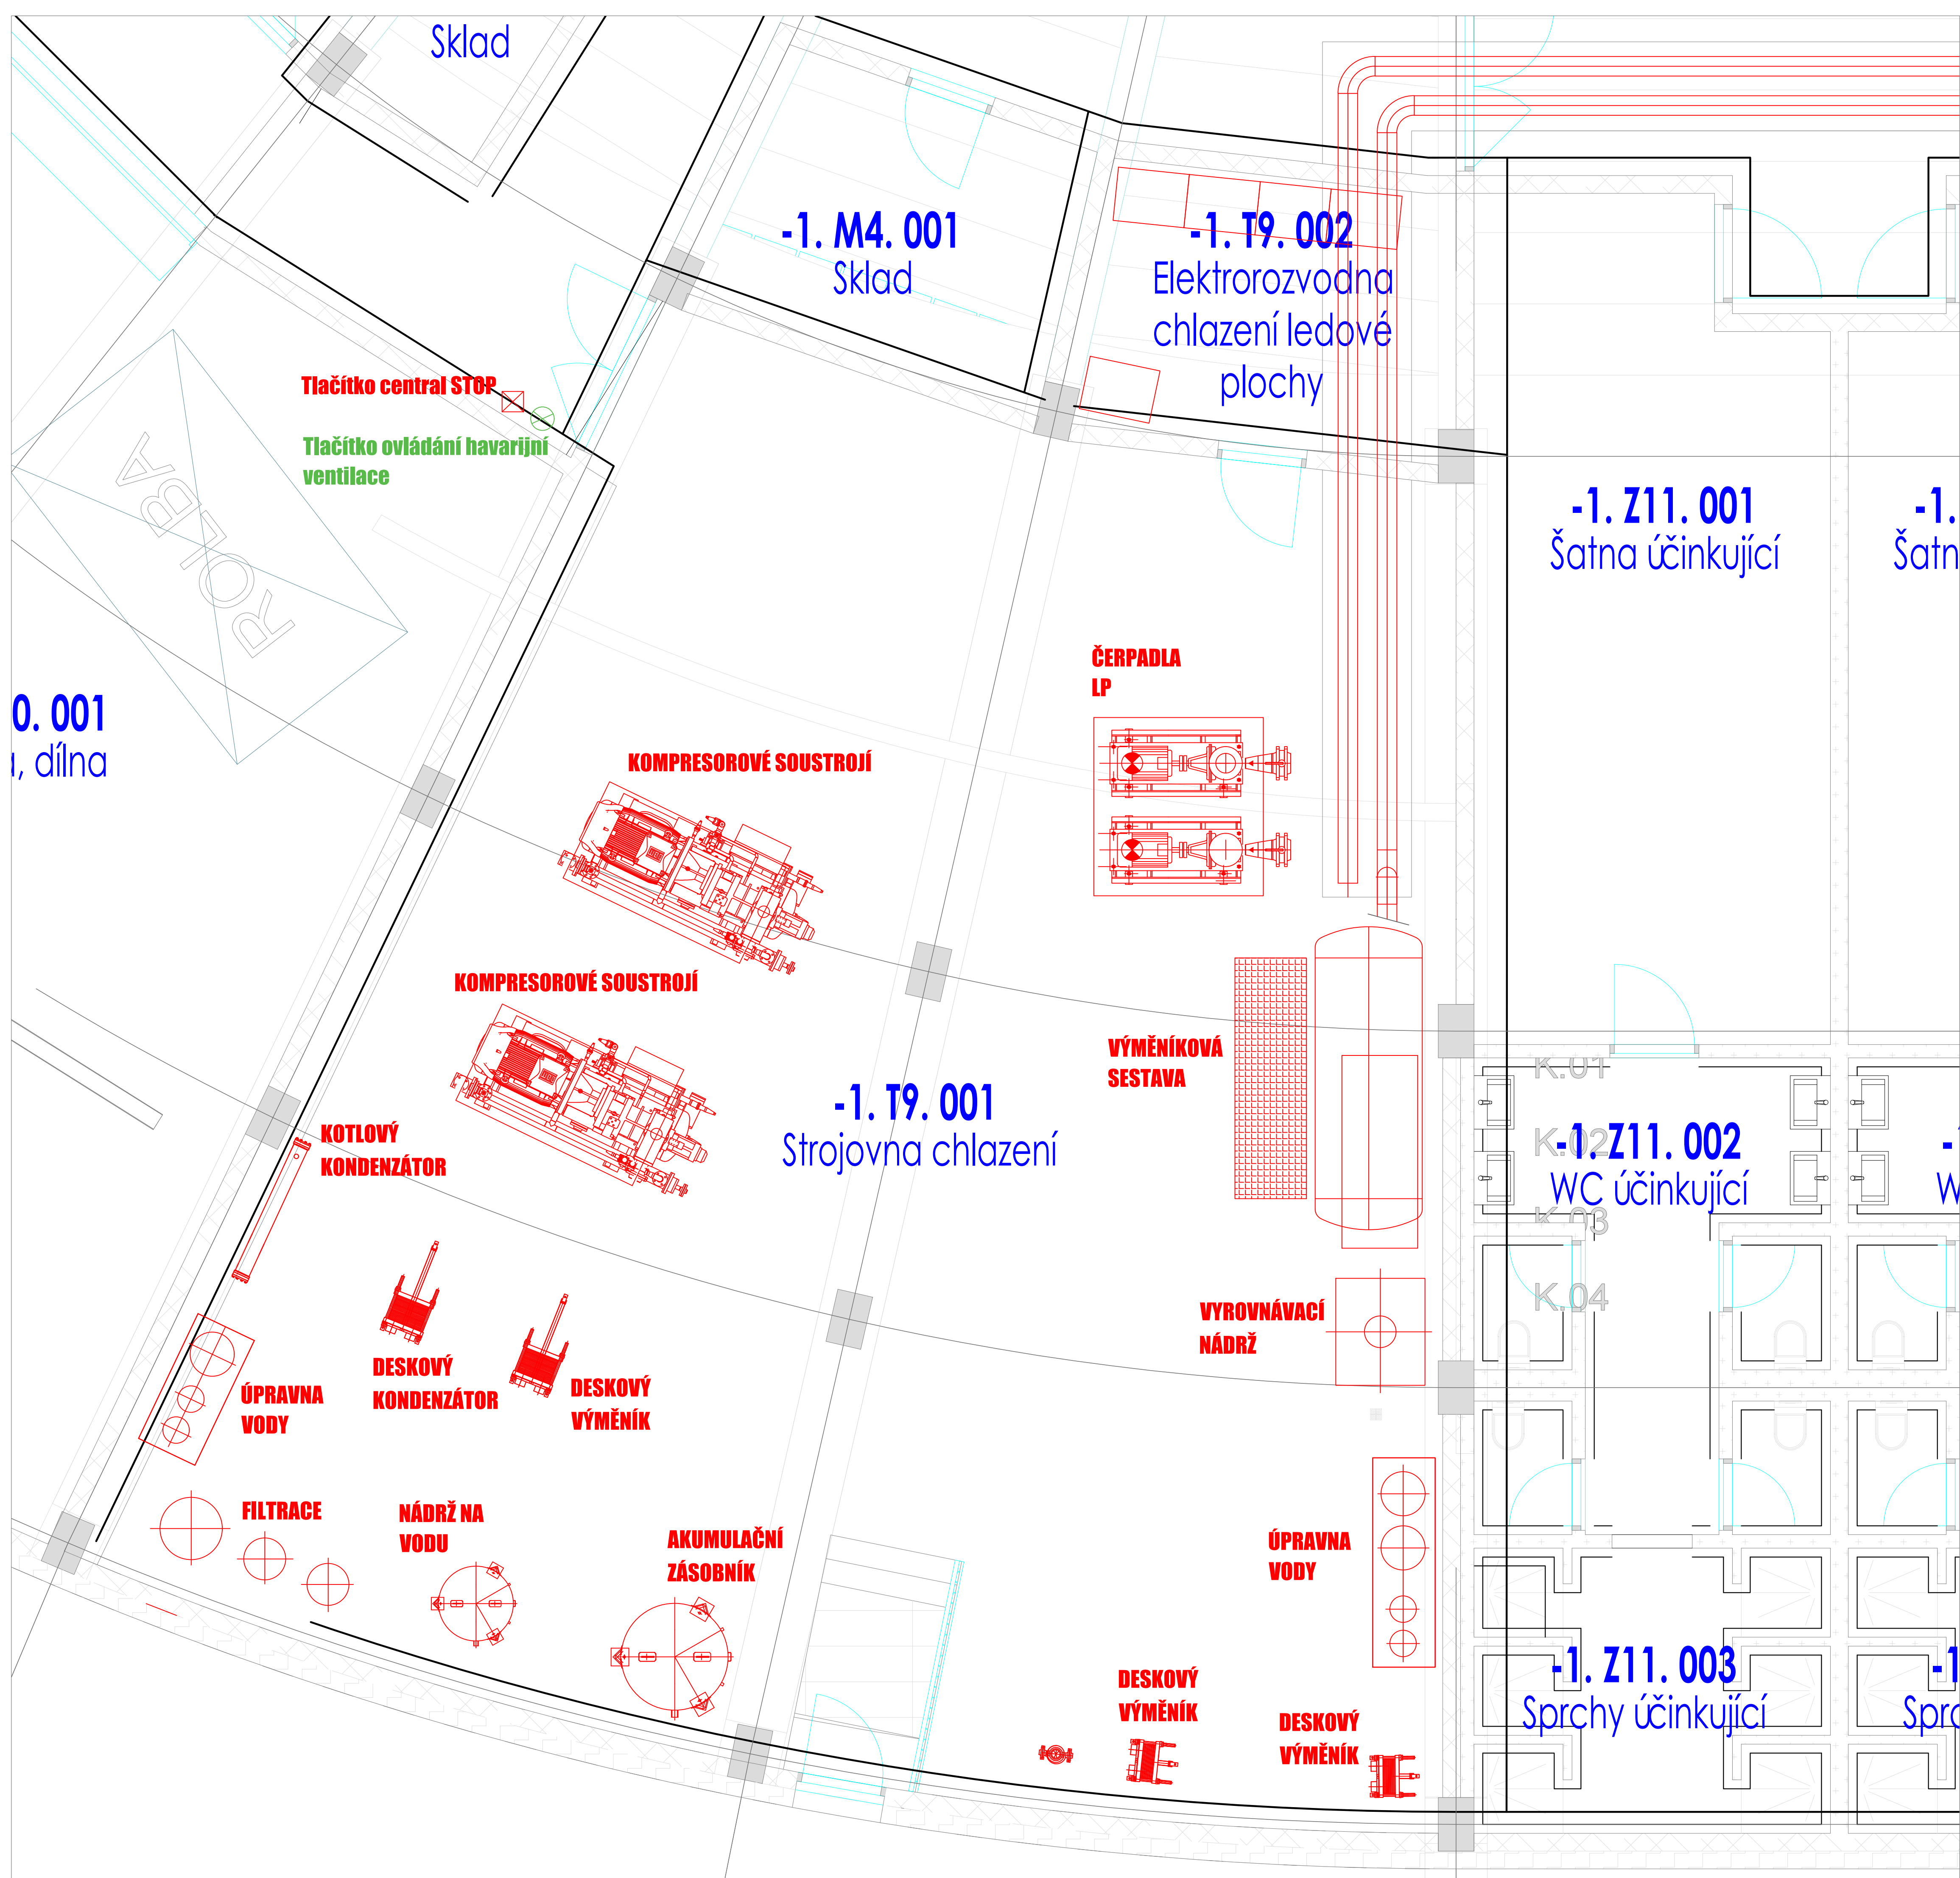 Sklad
-1. M4. 001
Sklad
-1. T9. 002
Elektrorozvodna
chlazení ledové
plochy
Tlačítko central STOP
Tlačítko ovládání havarijní
ventilace
ROLBA
-1. Z11. 001
Šatna účinkující
-1.
Šatn
0. 001
, dílna
ČERPADLA
LP
KOMPRESOROVÉ SOUSTROJÍ
KOMPRESOROVÉ SOUSTROJÍ
VÝMĚNÍKOVÁ
SESTAVA
-1. T9. 001
Strojovna chlazení
KOTLOVÝ
KONDENZÁTOR
K.01
K.02
-1. Z11. 002
WC účinkující
K.03
K.04
VYROVNÁVACÍ
NÁDRŽ
DESKOVÝ
KONDENZÁTOR
DESKOVÝ
VÝMĚNÍK
ÚPRAVNA
VODY
FILTRACE
NÁDRŽ NA
VODU
AKUMULAČNÍ
ZÁSOBNÍK
ÚPRAVNA
VODY
-1. Z11. 003
Sprchy účinkující
-1
Spr
DESKOVÝ
VÝMĚNÍK
DESKOVÝ
VÝMĚNÍK